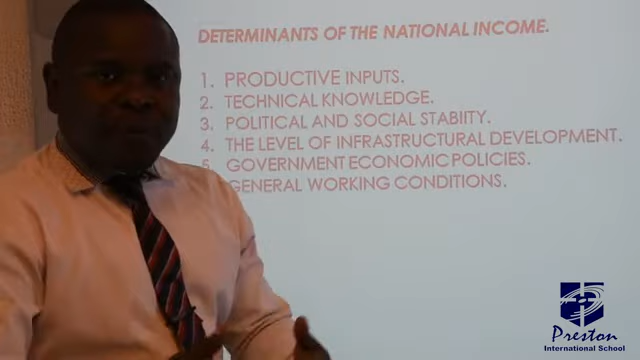 DETERMINANTS OF THE NATIONAL INCOME.
1. PRODUCTIVE INPUTS.
2. TECHNICAL KNOWLEDGE.
3. POLITICAL AND SOCIAL STABIITY.
4. THE LEVEL OF INFRASTRUCTURAL DEVELOPMENT.
5. GOVERNMENT ECONOMIC POLICIES.
GENERAL WORKING CONDITIONS.
Preston
International School